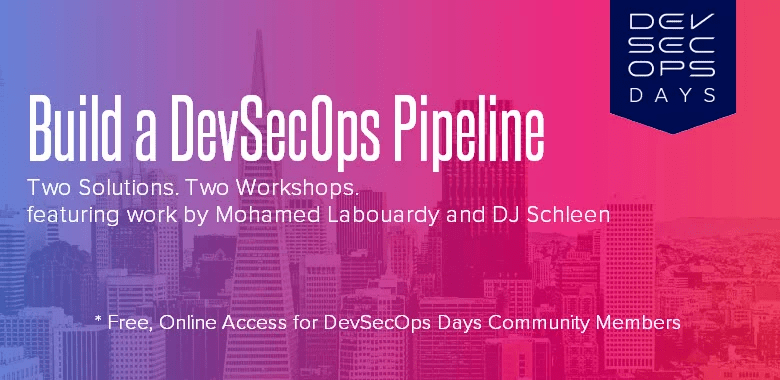 DEV
SEC
OPS
DAYS
Build a DevSecOps Pipeline
Two Solutions. Two Workshops.
featuring work by Mohamed Labouardy and DJ Schleen
* Free, Online Access for DevSecOps Days Community Members